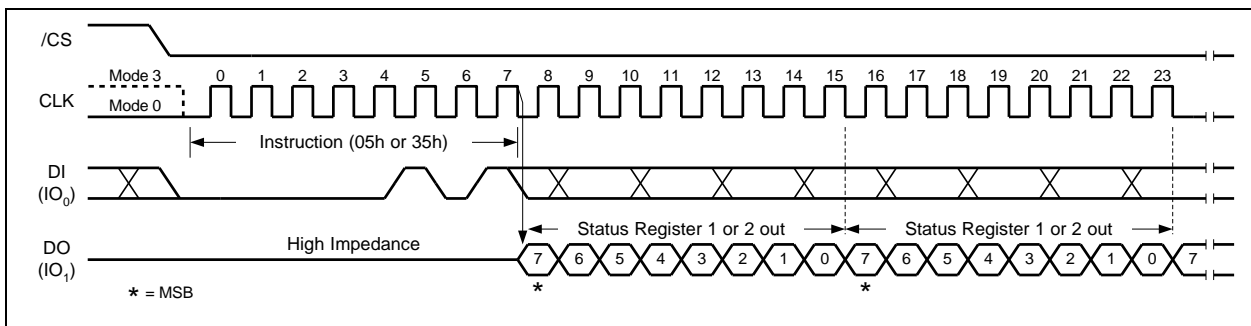 /CS
Mode 3 0 1 2 3 4 5 6 7 8 9 10 11 12 13 14 15 16 17 18 19 20 21 22 23
CLK Mode 0
Instruction (05h or 35h)
DI
(IO0)
Status Register 1 or 2 out Status Register 1 or 2 out
High Impedance
DO
(IO1) 7 6 5 4 3 2 1 0 7 6 5 4 3 2 1 0 7
* *
* = MSB